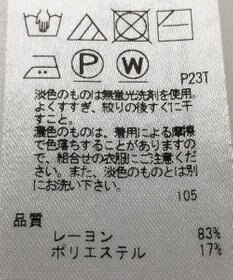 P
W
P23T
淡色のものは無蛍光洗剤を使用。
よくすすぎ、絞りの後すぐに干
すこと。
濃色のものは、着用による摩擦
で色落ちすることがありますの
で、組合せの衣服にご注意くだ
さい。また、淡色のものとは別
にお洗い下さい。
105
品質
レーヨン 83%
ポリエステル 17%